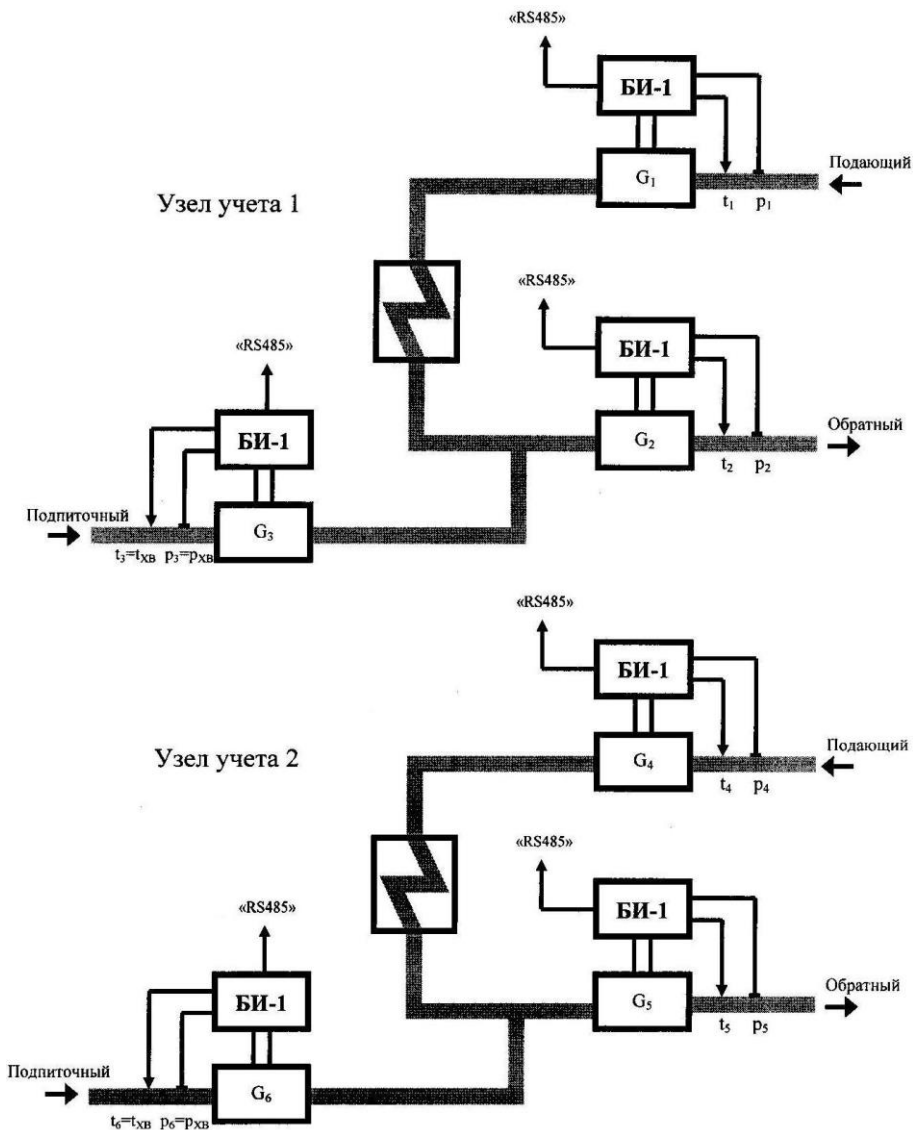 «RS485»
БИ-1
G₁
Подающий
t₁ p₁
Узел учета 1
«RS485»
БИ-1
G₂
Обратный
t₂ p₂
«RS485»
БИ-1
Подпиточный
G₃
t₃=tХВ p₃=pХВ
«RS485»
БИ-1
Подающий
G₄
t₄ p₄
Узел учета 2
«RS485»
БИ-1
G₅
Обратный
t₅ p₅
«RS485»
БИ-1
Подпиточный
G₆
t₆=tХВ p₆=pХВ